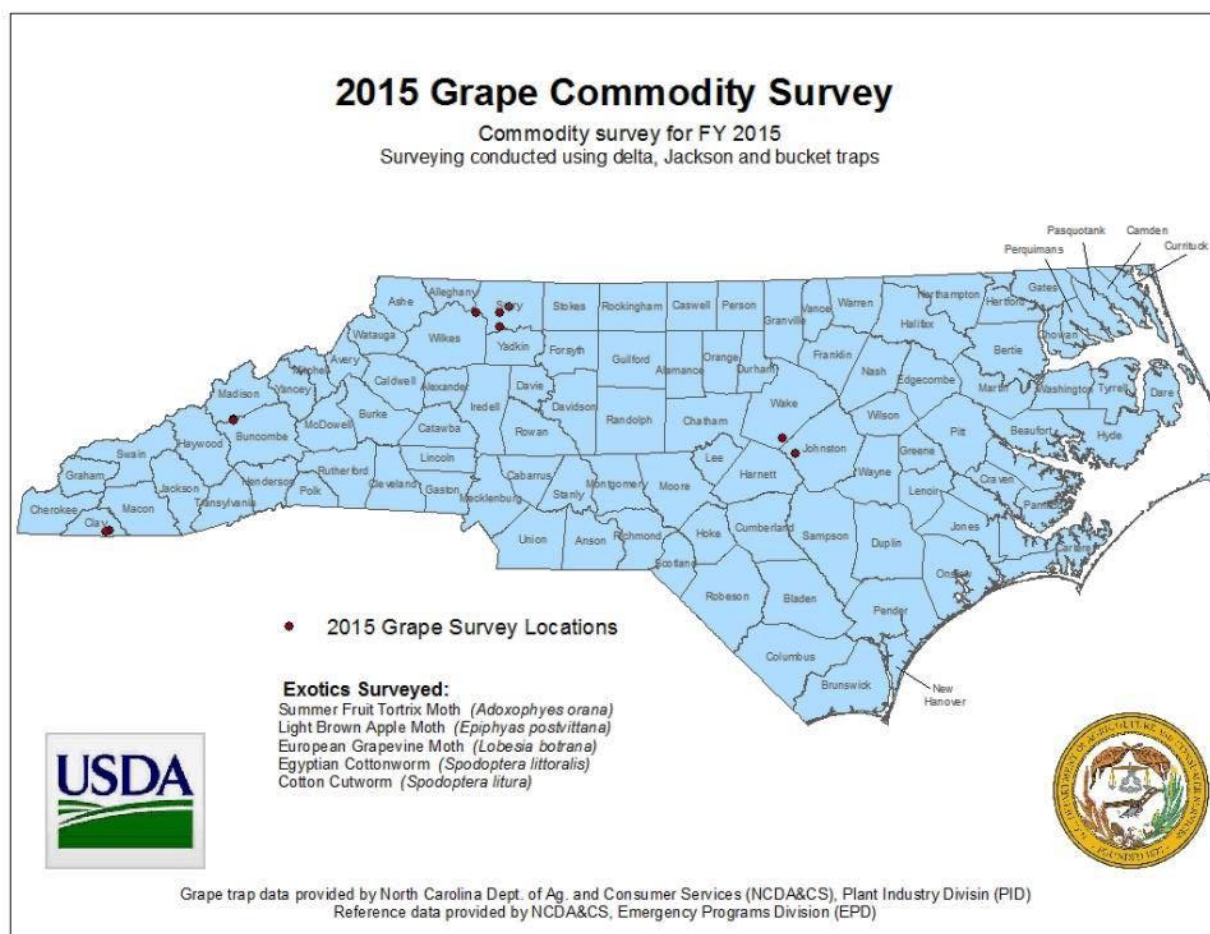 2015 Grape Commodity Survey
Commodity survey for FY 2015
Surveying conducted using delta, Jackson and bucket traps
Pasquotank
Camden
Perquimans
Currituck
Alleghany
Ashe
Surry
Stokes
Rockingham
Caswell
Person
Granville
Vance
Warren
Northampton
Hertford
Gates
Halifax
Chowan
Watauga
Wilkes
Yadkin
Forsyth
Guilford
Alamance
Orange
Durham
Franklin
Nash
Edgecombe
Bertie
Martin
Washington
Tyrrell
Dare
Mitchell
Avery
Madison
Yancey
Caldwell
Alexander
Iredell
Davie
Davidson
Randolph
Chatham
Wake
Wilson
Pitt
Beaufort
Hyde
Haywood
Buncombe
McDowell
Burke
Catawba
Rowan
Lee
Johnston
Harnett
Wayne
Greene
Lenoir
Craven
Swain
Graham
Jackson
Henderson
Rutherford
Lincoln
Cleveland
Gaston
Cabarrus
Mecklenburg
Stanly
Montgomery
Moore
Cherokee
Clay
Macon
Transylvania
Polk
Union
Anson
Richmond
Hoke
Scotland
Cumberland
Sampson
Duplin
Jones
Onslow
Robeson
Bladen
Pender
Columbus
Brunswick
New
Hanover
2015 Grape Survey Locations
Exotics Surveyed:
Summer Fruit Tortrix Moth (Adoxophyes orana)
Light Brown Apple Moth (Epiphyas postvittana)
European Grapevine Moth (Lobesia botrana)
Egyptian Cottonworm (Spodoptera littoralis)
Cotton Cutworm (Spodoptera litura)
USDA
N.C. DEPARTMENT OF AGRICULTURE AND CONSUMER SERVICES
FOUNDED 1877
Grape trap data provided by North Carolina Dept. of Ag. and Consumer Services (NCDA&CS), Plant Industry Divisin (PID)
Reference data provided by NCDA&CS, Emergency Programs Division (EPD)